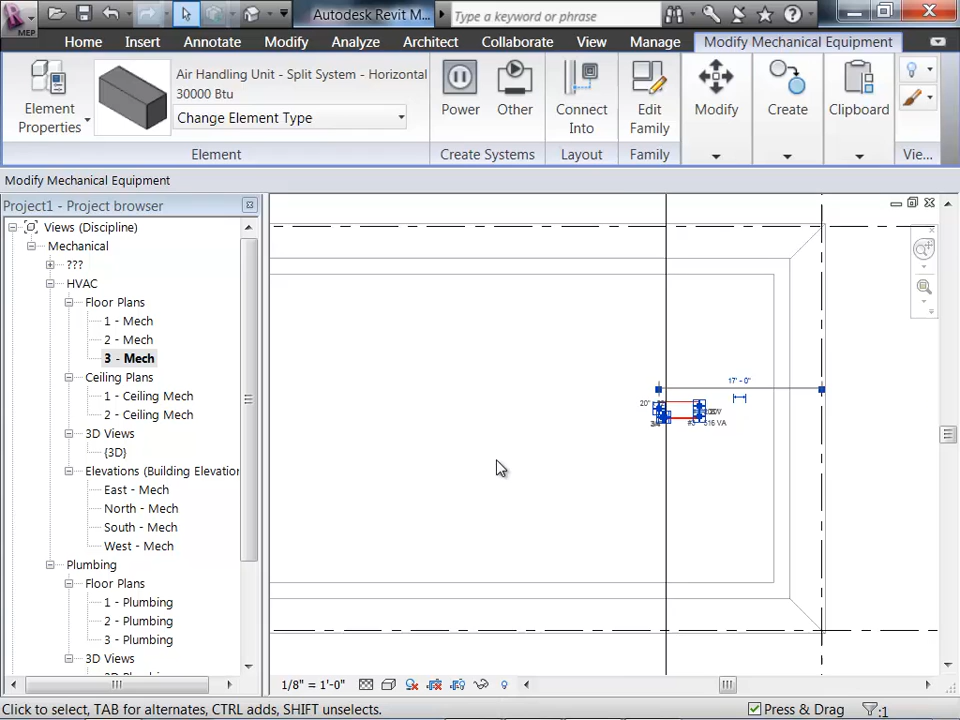 MEP
Autodesk Revit M...
Type a keyword or phrase
Home Insert Annotate Modify Analyze Architect Collaborate View Manage Modify Mechanical Equipment
Element
Properties
Air Handling Unit - Split System - Horizontal
30000 Btu
Change Element Type
Power
Other
Connect
Into
Edit
Family
Modify
Create
Clipboard
Element
Create Systems
Layout
Family
Vie...
Modify Mechanical Equipment
Project1 - Project browser
Views (Discipline)
Mechanical
???
HVAC
Floor Plans
1 - Mech
2 - Mech
3 - Mech
Ceiling Plans
1 - Ceiling Mech
2 - Ceiling Mech
3D Views
{3D}
Elevations (Building Elevation
East - Mech
North - Mech
South - Mech
West - Mech
Plumbing
Floor Plans
1 - Plumbing
2 - Plumbing
3 - Plumbing
3D Views
17' - 0"
20"
516 VA
1/8" = 1'-0"
Click to select, TAB for alternates, CTRL adds, SHIFT unselects.
Press & Drag
:1